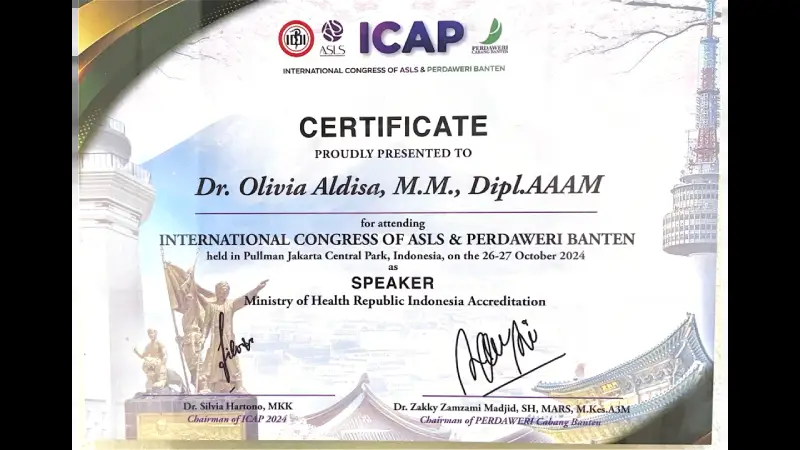 IDI
ASLS
ICAP
PERDAWERI
CABANG BANTEN
INTERNATIONAL CONGRESS OF ASLS & PERDAWERI BANTEN
CERTIFICATE
PROUDLY PRESENTED TO
Dr. Olivia Aldisa, M.M., Dipl.AAAM
for attending
INTERNATIONAL CONGRESS OF ASLS & PERDAWERI BANTEN
held in Pullman Jakarta Central Park, Indonesia, on the 26-27 October 2024
as
SPEAKER
Ministry of Health Republic Indonesia Accreditation
Dr. Silvia Hartono, MKK
Chairman of ICAP 2024
Dr. Zakky Zamzami Madjid, SH, MARS, M.Kes.A3M
Chairman of PERDAWERI Cabang Banten